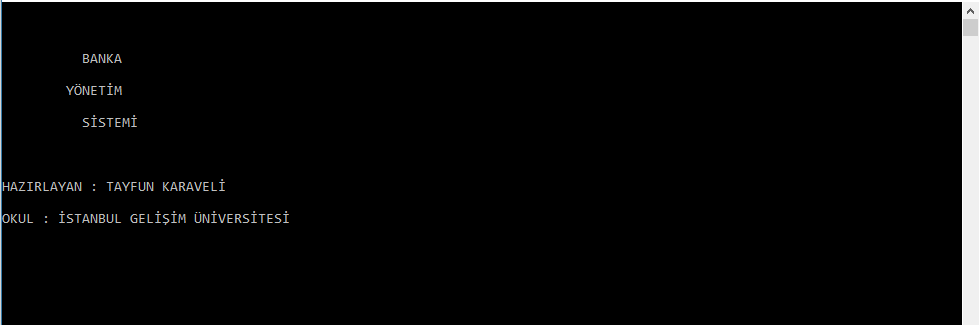 BANKA
YÖNETİM
SİSTEMİ
HAZIRLAYAN : TAYFUN KARAVELİ
OKUL : İSTANBUL GELİŞİM ÜNİVERSİTESİ